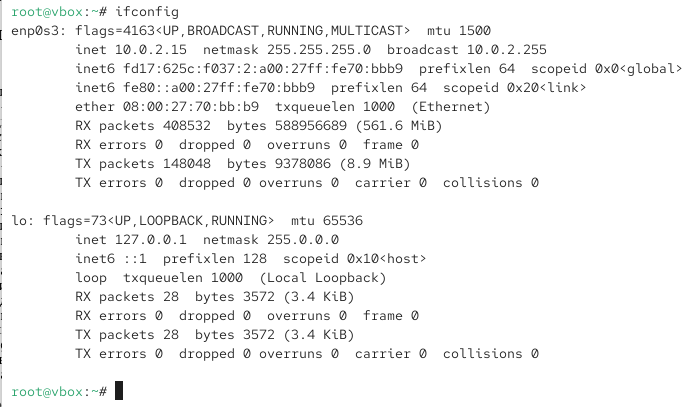 root@vbox:~# ifconfig
enp0s3: flags=4163<UP,BROADCAST,RUNNING,MULTICAST>  mtu 1500
        inet 10.0.2.15  netmask 255.255.255.0  broadcast 10.0.2.255
        inet6 fd17:625c:f037:2:a00:27ff:fe70:bbb9  prefixlen 64  scopeid 0x0<global>
        inet6 fe80::a00:27ff:fe70:bbb9  prefixlen 64  scopeid 0x20<link>
        ether 08:00:27:70:bb:b9  txqueuelen 1000  (Ethernet)
        RX packets 408532  bytes 588956689 (561.6 MiB)
        RX errors 0  dropped 0  overruns 0  frame 0
        TX packets 148048  bytes 9378086 (8.9 MiB)
        TX errors 0  dropped 0 overruns 0  carrier 0  collisions 0

lo: flags=73<UP,LOOPBACK,RUNNING>  mtu 65536
        inet 127.0.0.1  netmask 255.0.0.0
        inet6 ::1  prefixlen 128  scopeid 0x10<host>
        loop  txqueuelen 1000  (Local Loopback)
        RX packets 28  bytes 3572 (3.4 KiB)
        RX errors 0  dropped 0  overruns 0  frame 0
        TX packets 28  bytes 3572 (3.4 KiB)
        TX errors 0  dropped 0 overruns 0  carrier 0  collisions 0

root@vbox:~#